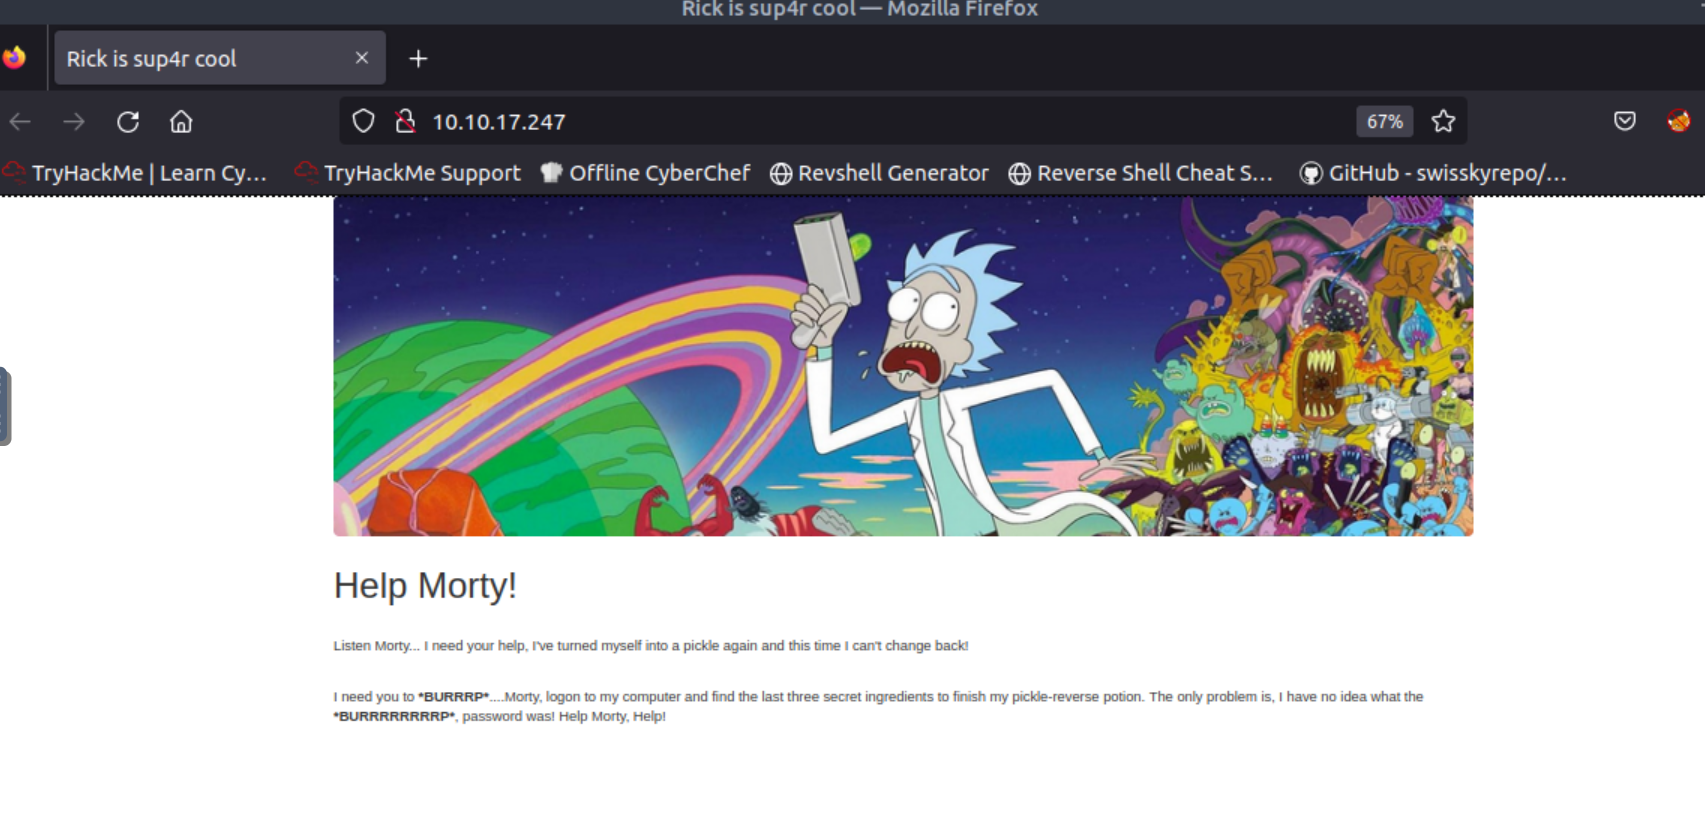 Rick is sup4r cool — Mozilla Firefox
Rick is sup4r cool
10.10.17.247
67%
TryHackMe | Learn Cy... TryHackMe Support Offline CyberChef Revshell Generator Reverse Shell Cheat S... GitHub - swisskyrepo/...
Help Morty!
Listen Morty... I need your help, I've turned myself into a pickle again and this time I can't change back!
I need you to *BURRRP*....Morty, logon to my computer and find the last three secret ingredients to finish my pickle-reverse potion. The only problem is, I have no idea what the
*BURRRRRRRRP*, password was! Help Morty, Help!